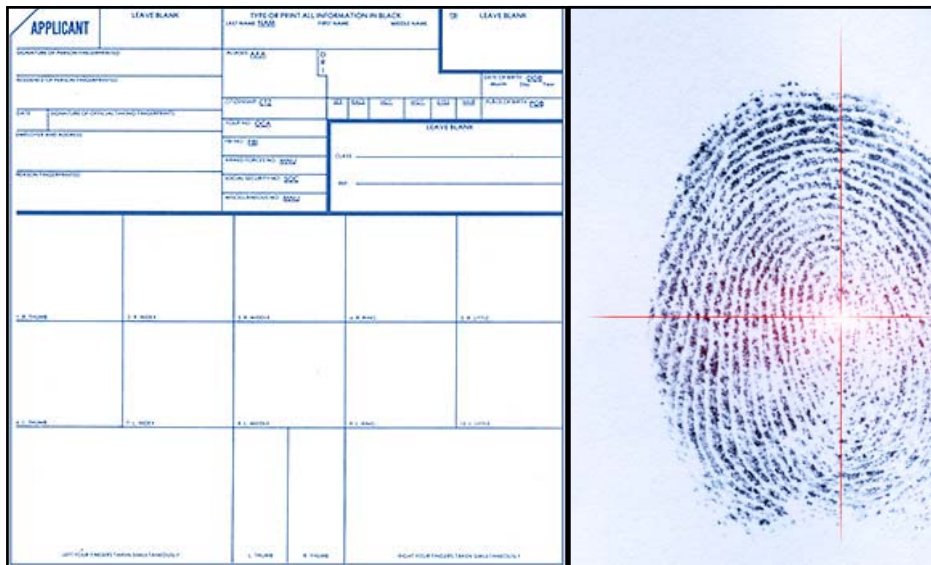 APPLICANT
LEAVE BLANK
TYPE OR PRINT ALL INFORMATION IN BLACK
LAST NAME NAM FIRST NAME MIDDLE NAME
LEAVE BLANK
SIGNATURE OF PERSON FINGERPRINTED
ALIASES AKA
O
R
I
RESIDENCE OF PERSON FINGERPRINTED
DATE OF BIRTH DOB
Month Day Year
CITIZENSHIP CTZ
SEX RACE HGT. WGT. EYES HAIR
PLACE OF BIRTH POB
DATE SIGNATURE OF OFFICIAL TAKING FINGERPRINTS
YOUR NO. OCA
LEAVE BLANK
EMPLOYER AND ADDRESS
FBI NO. FBI
CLASS
ARMED FORCES NO. MNU
REASON FINGERPRINTED
SOCIAL SECURITY NO. SOC
REF.
MISCELLANEOUS NO. MNU
1. R. THUMB 2. R. INDEX 3. R. MIDDLE 4. R. RING 5. R. LITTLE
6. L. THUMB 7. L. INDEX 8. L. MIDDLE 9. L. RING 10. L. LITTLE
LEFT FOUR FINGERS TAKEN SIMULTANEOUSLY L. THUMB R. THUMB RIGHT FOUR FINGERS TAKEN SIMULTANEOUSLY